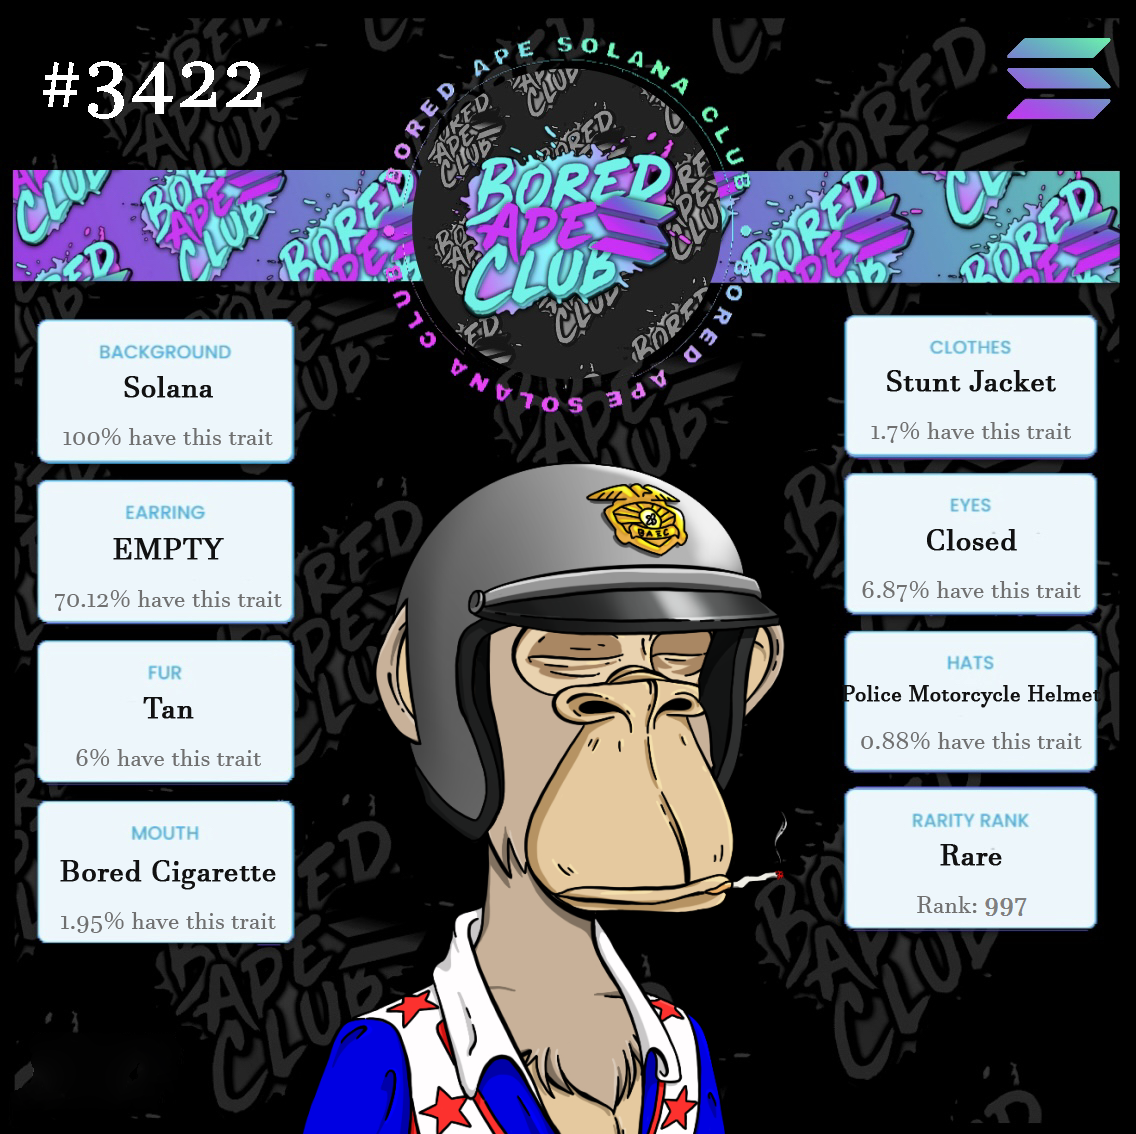 #3422
BORED APE SOLANA CLUB
BORED
APE
CLUB
BORED APE SOLANA CLUB
BACKGROUND
Solana
100% have this trait
EARRING
EMPTY
70.12% have this trait
FUR
Tan
6% have this trait
MOUTH
Bored Cigarette
1.95% have this trait
CLOTHES
Stunt Jacket
1.7% have this trait
EYES
Closed
6.87% have this trait
HATS
Police Motorcycle Helmet
0.88% have this trait
RARITY RANK
Rare
Rank: 997